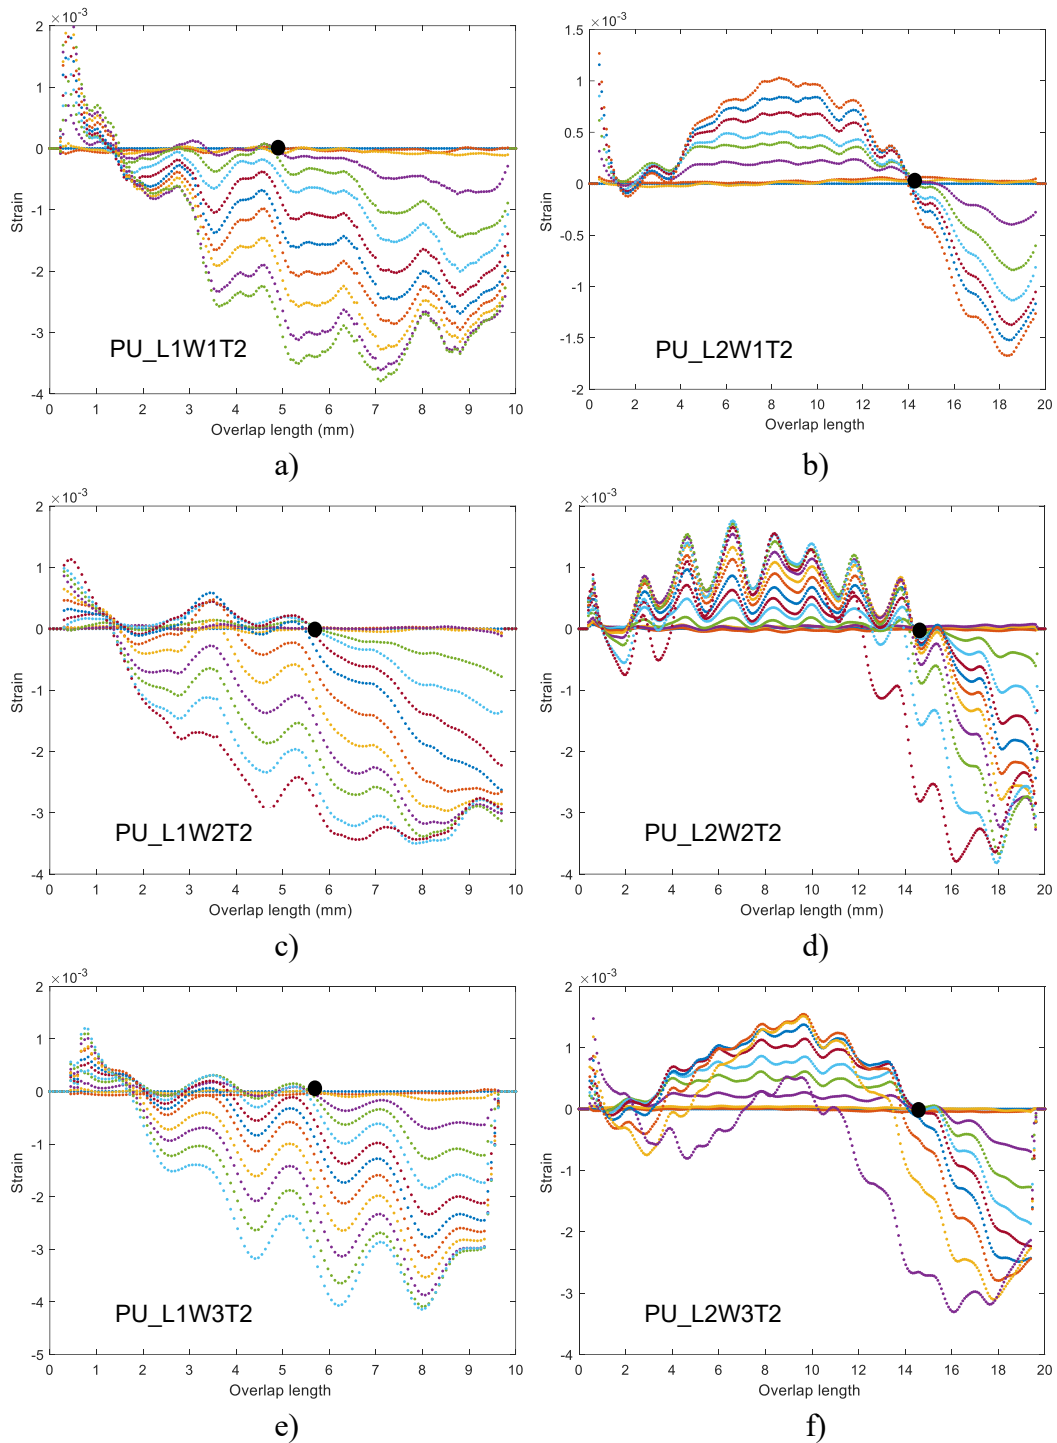 ×10⁻³
2
1
0
-1
-2
-3
-4
Strain
PU_L1W1T2
0 1 2 3 4 5 6 7 8 9 10
Overlap length (mm)
a)
×10⁻³
1.5
1
0.5
0
-0.5
-1
-1.5
-2
Strain
PU_L2W1T2
0 2 4 6 8 10 12 14 16 18 20
Overlap length
b)
×10⁻³
2
1
0
-1
-2
-3
-4
Strain
PU_L1W2T2
0 1 2 3 4 5 6 7 8 9 10
Overlap length (mm)
c)
×10⁻³
2
1
0
-1
-2
-3
-4
Strain
PU_L2W2T2
0 2 4 6 8 10 12 14 16 18 20
Overlap length (mm)
d)
×10⁻³
2
1
0
-1
-2
-3
-4
-5
Strain
PU_L1W3T2
0 1 2 3 4 5 6 7 8 9 10
Overlap length
e)
×10⁻³
2
1
0
-1
-2
-3
-4
Strain
PU_L2W3T2
0 2 4 6 8 10 12 14 16 18 20
Overlap length
f)